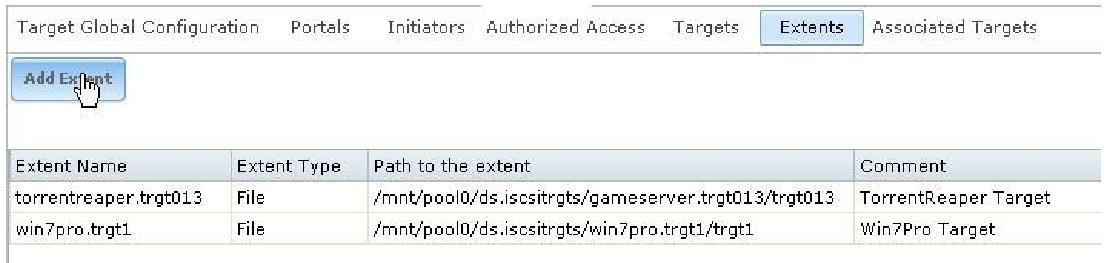 Target Global Configuration Portals Initiators Authorized Access Targets Extents Associated Targets
Add Extent
Extent Name Extent Type Path to the extent Comment
torrentreaper.trgt013 File /mnt/pool0/ds.iscsitrgts/gameserver.trgt013/trgt013 TorrentReaper Target
win7pro.trgt1 File /mnt/pool0/ds.iscsitrgts/win7pro.trgt1/trgt1 Win7Pro Target